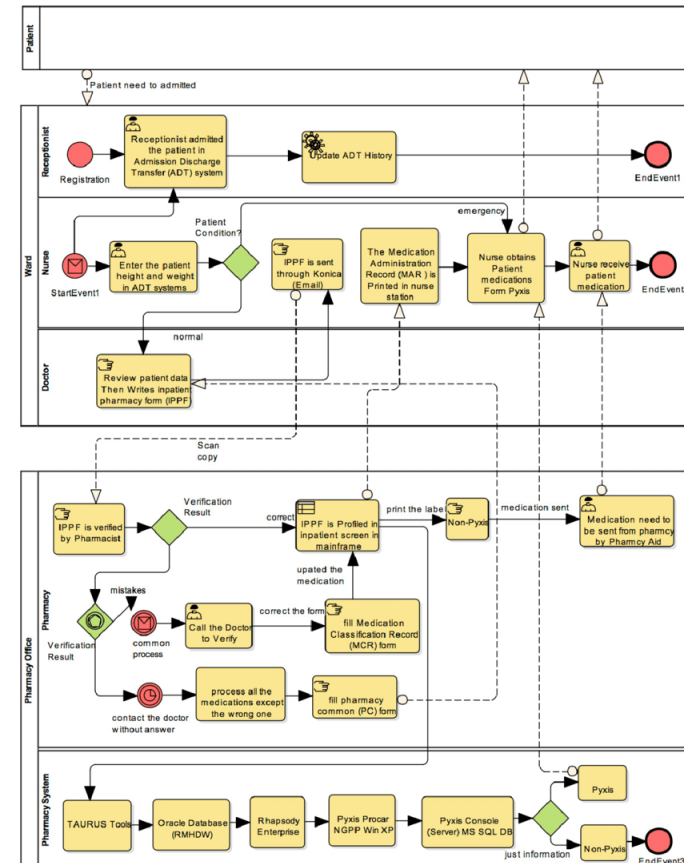 Patient
Patient need to admitted
Ward
Receptionist
Registration
Receptionist admitted
the patient in
Admission Discharge
Transfer (ADT) system
Update ADT History
EndEvent1
Nurse
StartEvent1
Enter the patient
height and weight
in ADT systems
Patient
Condition?
emergency
normal
IPPF is sent
through Konica
(Email)
The Medication
Administration
Record (MAR ) is
Printed in nurse
station
Nurse obtains
Patient
medications
Form Pyxis
Nurse receive
patient
medication
EndEvent
Doctor
Review patient data
Then Writes inpatient
pharmacy form (IPPF)
Scan
copy
Pharmacy Office
Pharmacy
IPPF is verified
by Pharmacist
Verification
Result
correct
IPPF is Profiled in
inpatient screen in
mainframe
print the label
Non-Pyxis
medication sent
Medication need to
be sent from pharmcy
by Pharmcy Aid
upated the
medication
mistakes
Verification
Result
common
process
Call the Doctor
to Verify
correct the form
fill Medication
Classification Record
(MCR) form
contact the doctor
without answer
process all the
medications except
the wrong one
fill pharmacy
common (PC) form
Pharmacy System
TAURUS Tools
Oracle Database
(RMHDW)
Rhapsody
Enterprise
Pyxis Procar
NGPP Win XP
Pyxis Console
(Server) MS SQL DB
Pyxis
just information
Non-Pyxis
EndEvent3